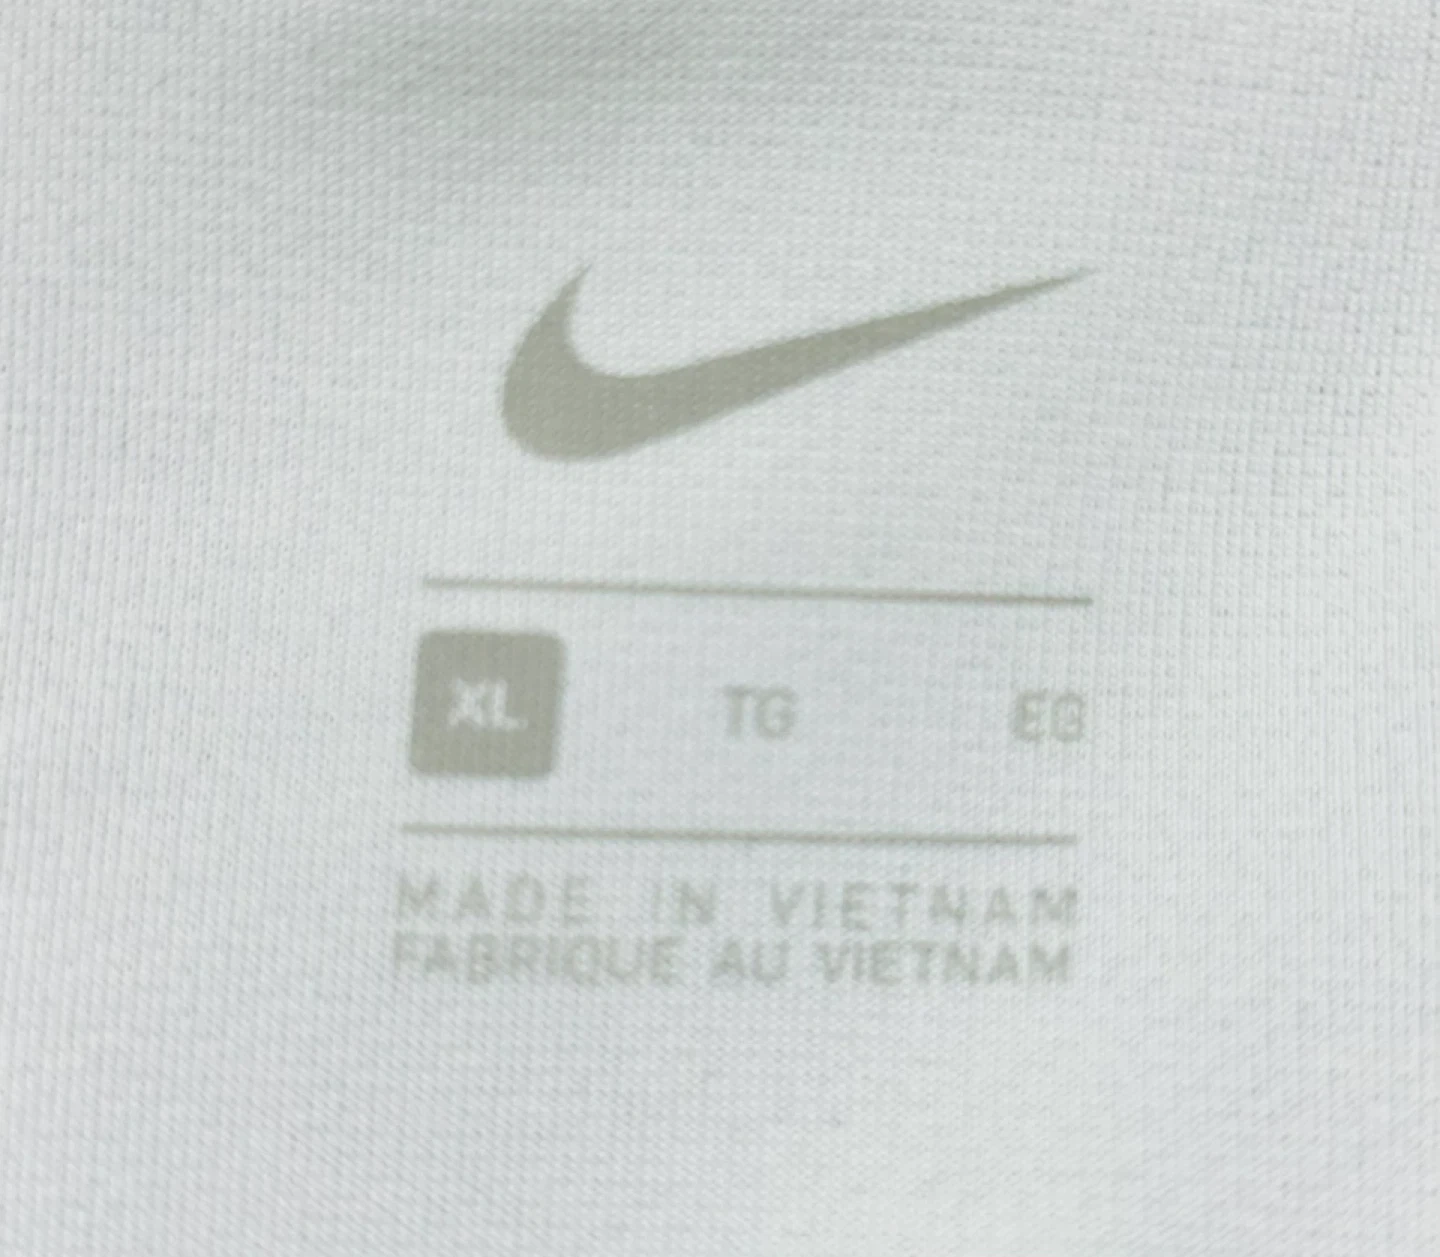 XL TG EG
MADE IN VIETNAM
FABRIQUE AU VIETNAM